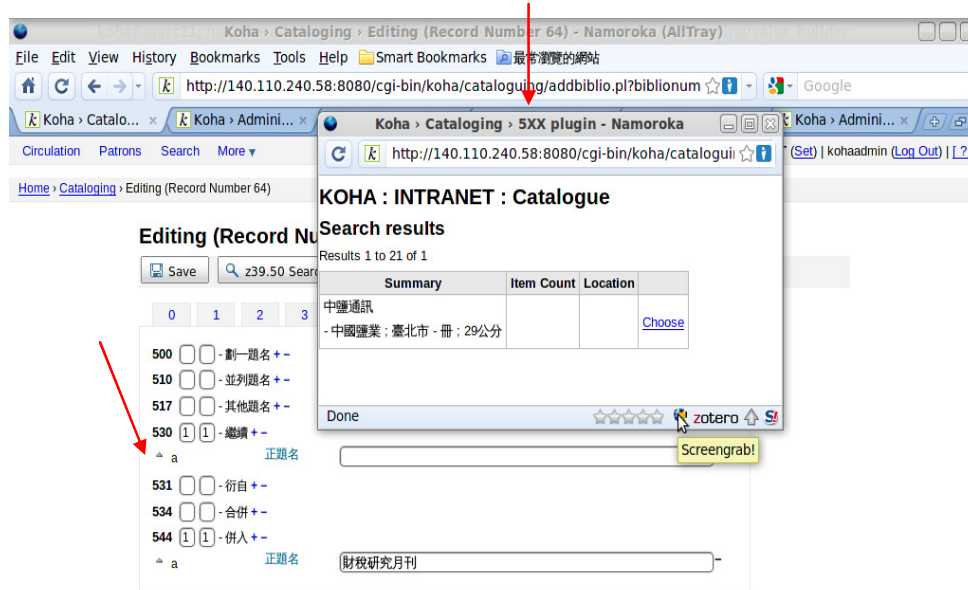 Koha › Cataloging › Editing (Record Number 64) - Namoroka (AllTray)
File Edit View History Bookmarks Tools Help Smart Bookmarks 最常瀏覽的網站
http://140.110.240.58:8080/cgi-bin/koha/cataloguing/addbiblio.pl?biblionum Google
Koha › Catalo... Koha › Admini... Koha › Admini...
Circulation Patrons Search More ▾ (Set) | kohaadmin (Log Out) | [ ?
Home › Cataloging › Editing (Record Number 64)
Editing (Record Nu
Save z39.50 Sear
0 1 2 3
500 - 劃一題名 + −
510 - 並列題名 + −
517 - 其他題名 + −
530 1 1 - 繼續 + −
a 正題名
531 - 衍自 + −
534 - 合併 + −
544 1 1 - 併入 + −
a 正題名 財稅研究月刊 −
Koha › Cataloging › 5XX plugin - Namoroka
http://140.110.240.58:8080/cgi-bin/koha/catalogui
KOHA : INTRANET : Catalogue
Search results
Results 1 to 21 of 1
Summary Item Count Location
中鹽通訊
- 中國鹽業 ; 臺北市 - 冊 ; 29公分 Choose
Done zotero S!
Screengrab!